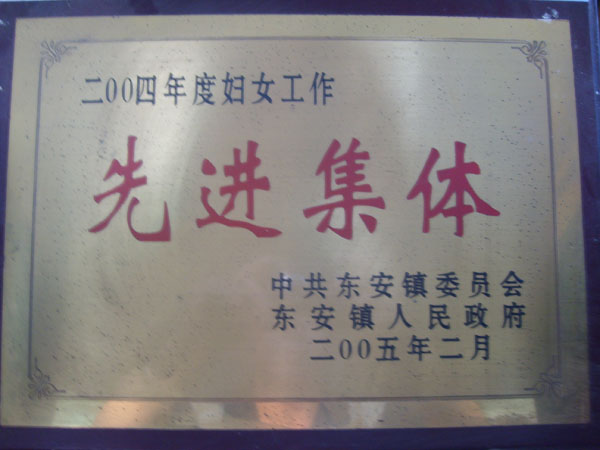 二00四年度妇女工作
先进集体
中共东安镇委员会
东安镇人民政府
二00五年二月